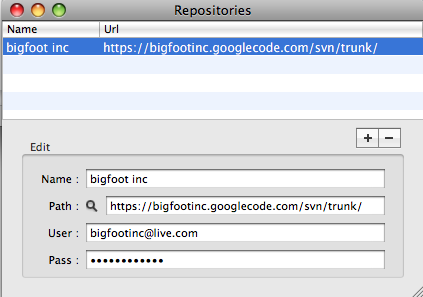 Repositories
Name Url
bigfoot inc https://bigfootinc.googlecode.com/svn/trunk/
+ −
Edit
Name : bigfoot inc
Path : https://bigfootinc.googlecode.com/svn/trunk/
User : bigfootinc@live.com
Pass : ••••••••••••